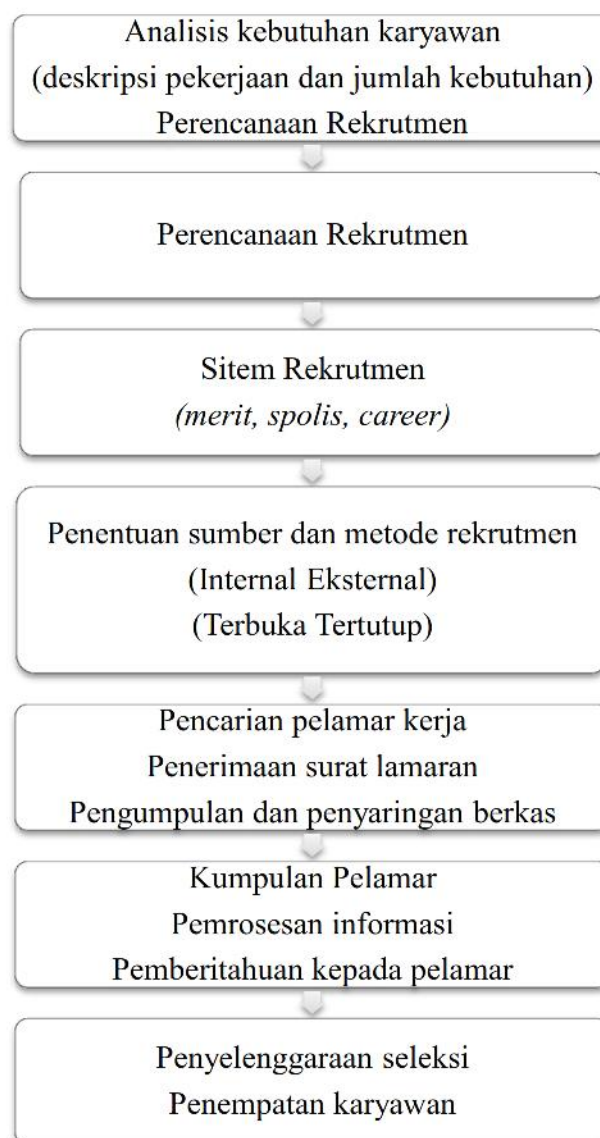 Analisis kebutuhan karyawan
(deskripsi pekerjaan dan jumlah kebutuhan)
Perencanaan Rekrutmen
Perencanaan Rekrutmen
Sitem Rekrutmen
(merit, spolis, career)
Penentuan sumber dan metode rekrutmen
(Internal Eksternal)
(Terbuka Tertutup)
Pencarian pelamar kerja
Penerimaan surat lamaran
Pengumpulan dan penyaringan berkas
Kumpulan Pelamar
Pemrosesan informasi
Pemberitahuan kepada pelamar
Penyelenggaraan seleksi
Penempatan karyawan